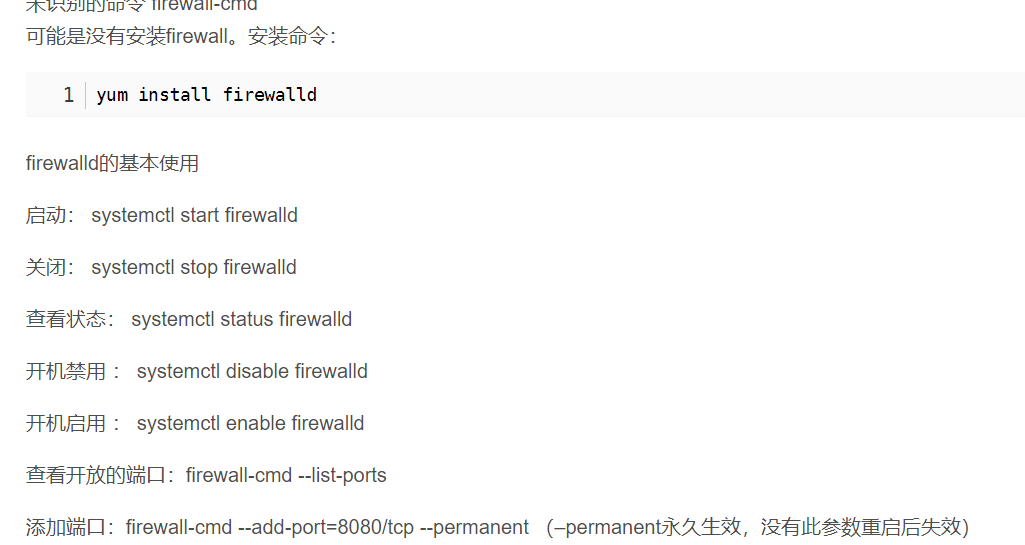 未识别的命令 firewall-cmd
可能是没有安装firewall。安装命令：
1 yum install firewalld
firewalld的基本使用
启动： systemctl start firewalld
关闭： systemctl stop firewalld
查看状态： systemctl status firewalld
开机禁用 ： systemctl disable firewalld
开机启用 ： systemctl enable firewalld
查看开放的端口：firewall-cmd --list-ports
添加端口：firewall-cmd --add-port=8080/tcp --permanent （–permanent永久生效，没有此参数重启后失效）